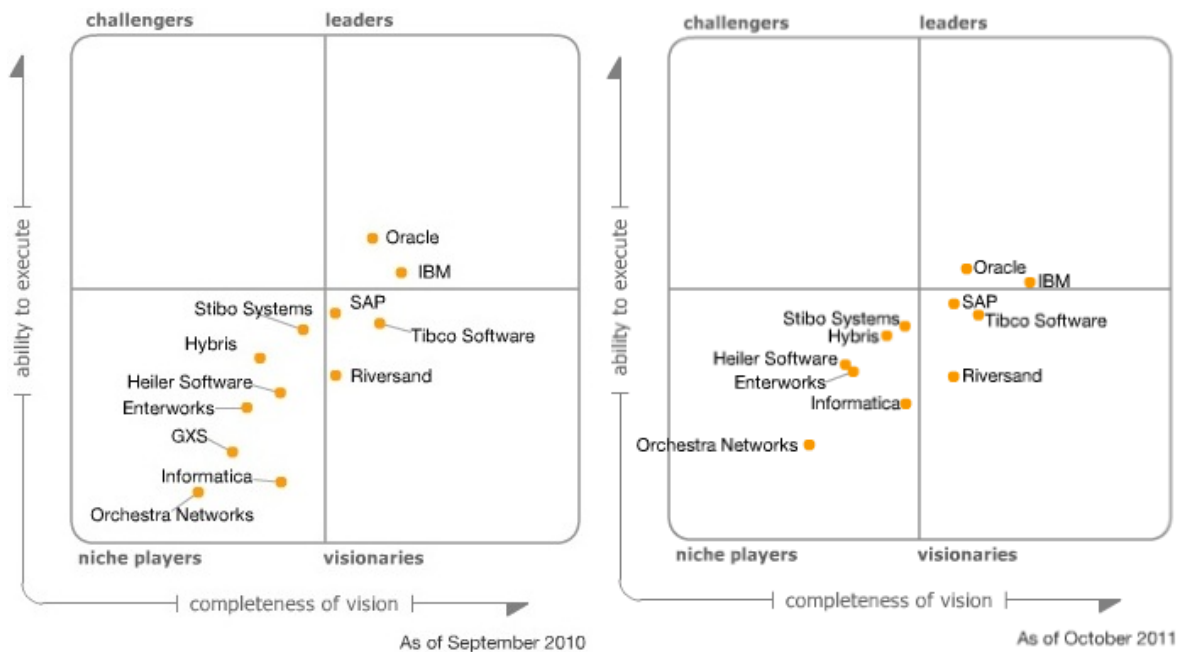 challengers
leaders
ability to execute
Oracle
IBM
SAP
Stibo Systems
Tibco Software
Hybris
Riversand
Heiler Software
Enterworks
GXS
Informatica
Orchestra Networks
niche players
visionaries
completeness of vision
As of September 2010
challengers
leaders
ability to execute
Oracle
IBM
SAP
Stibo Systems
Tibco Software
Hybris
Heiler Software
Riversand
Enterworks
Informatica
Orchestra Networks
niche players
visionaries
completeness of vision
As of October 2011